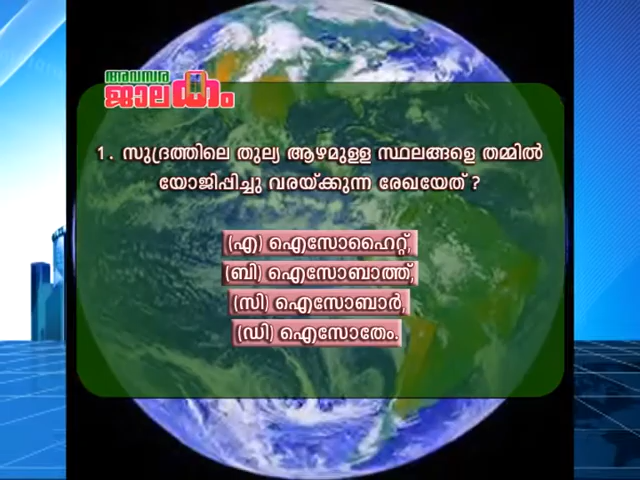 അവസര
ജാലകം
1. സുദ്രത്തിലെ തുല്യ ആഴമുള്ള സ്ഥലങ്ങളെ തമ്മിൽ
യോജിപ്പിച്ചു വരയ്ക്കുന്ന രേഖയേത് ?
(എ) ഐസോഹൈറ്റ്,
(ബി) ഐസോബാത്ത്,
(സി) ഐസോബാർ,
(ഡി) ഐസോതേം.